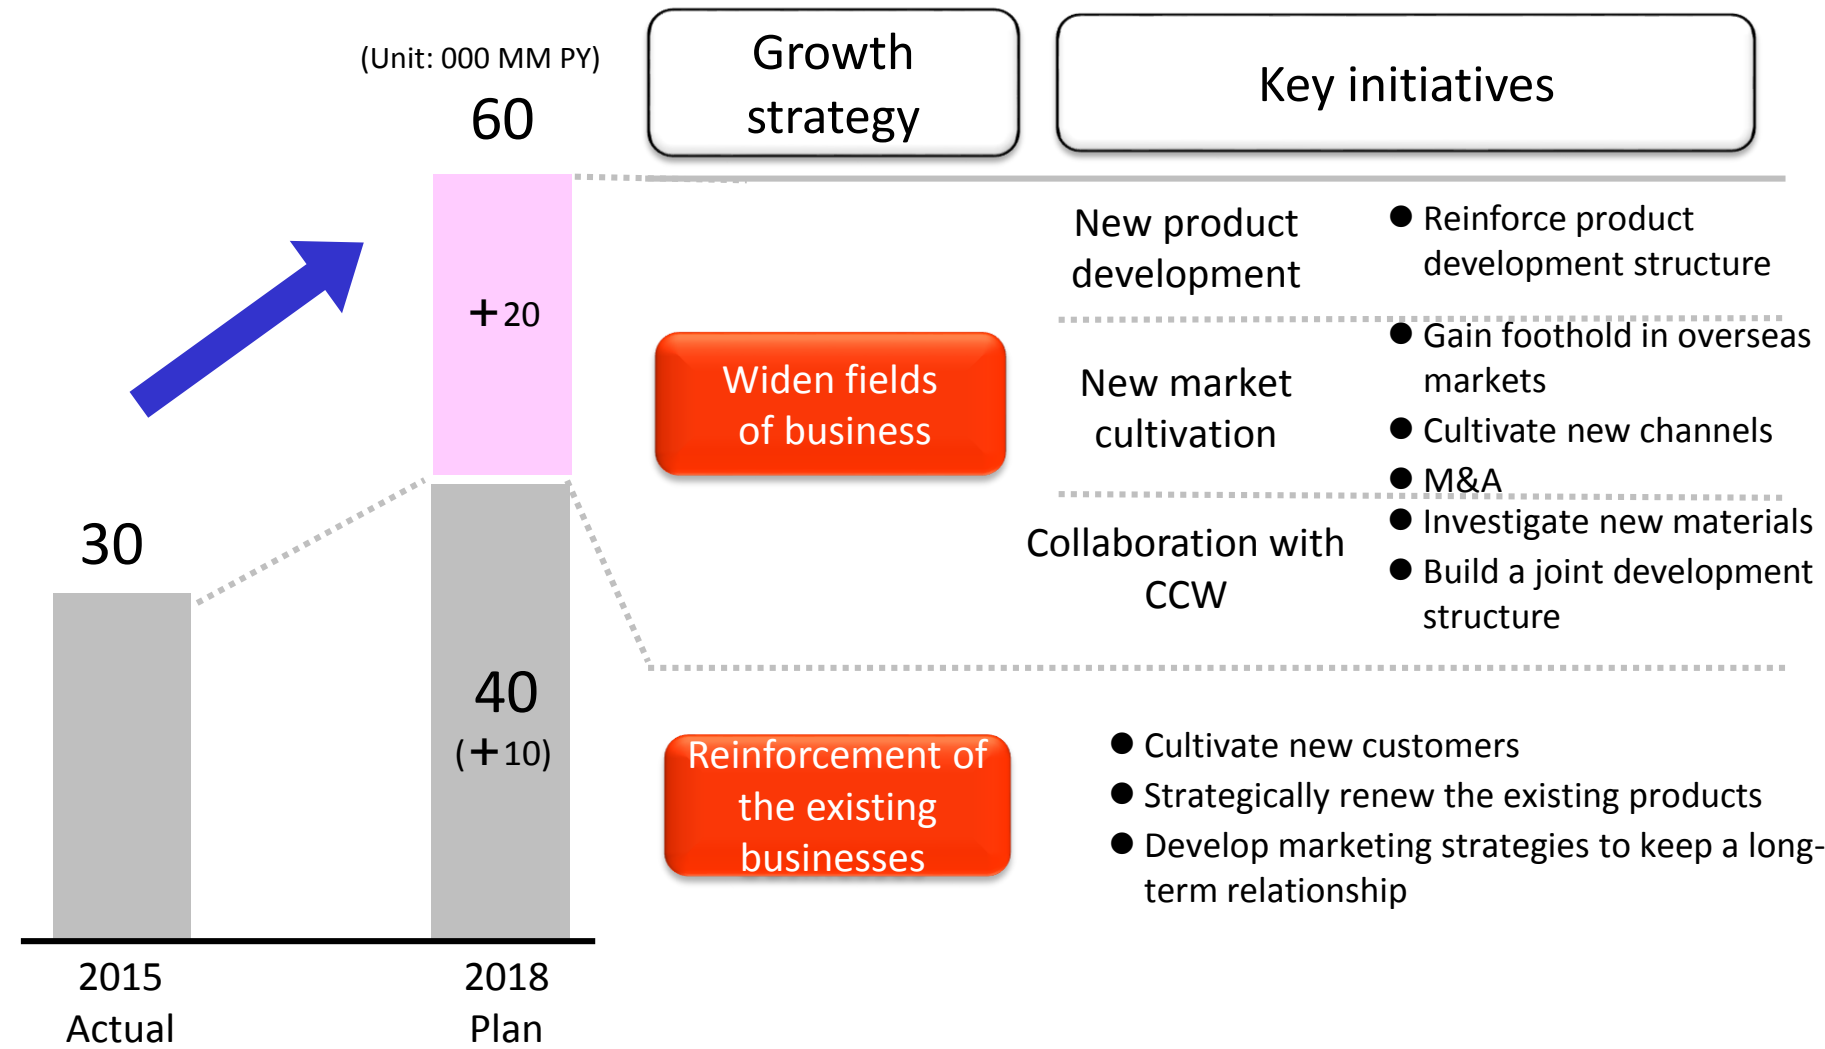 (Unit: 000 MM PY)
60
+20
30
40
(+10)
2015
Actual
2018
Plan
Growth
strategy
Key initiatives
Widen fields
of business
New product
development
● Reinforce product
development structure
New market
cultivation
● Gain foothold in overseas
markets
● Cultivate new channels
● M&A
Collaboration with
CCW
● Investigate new materials
● Build a joint development
structure
Reinforcement of
the existing
businesses
● Cultivate new customers
● Strategically renew the existing products
● Develop marketing strategies to keep a long-
term relationship